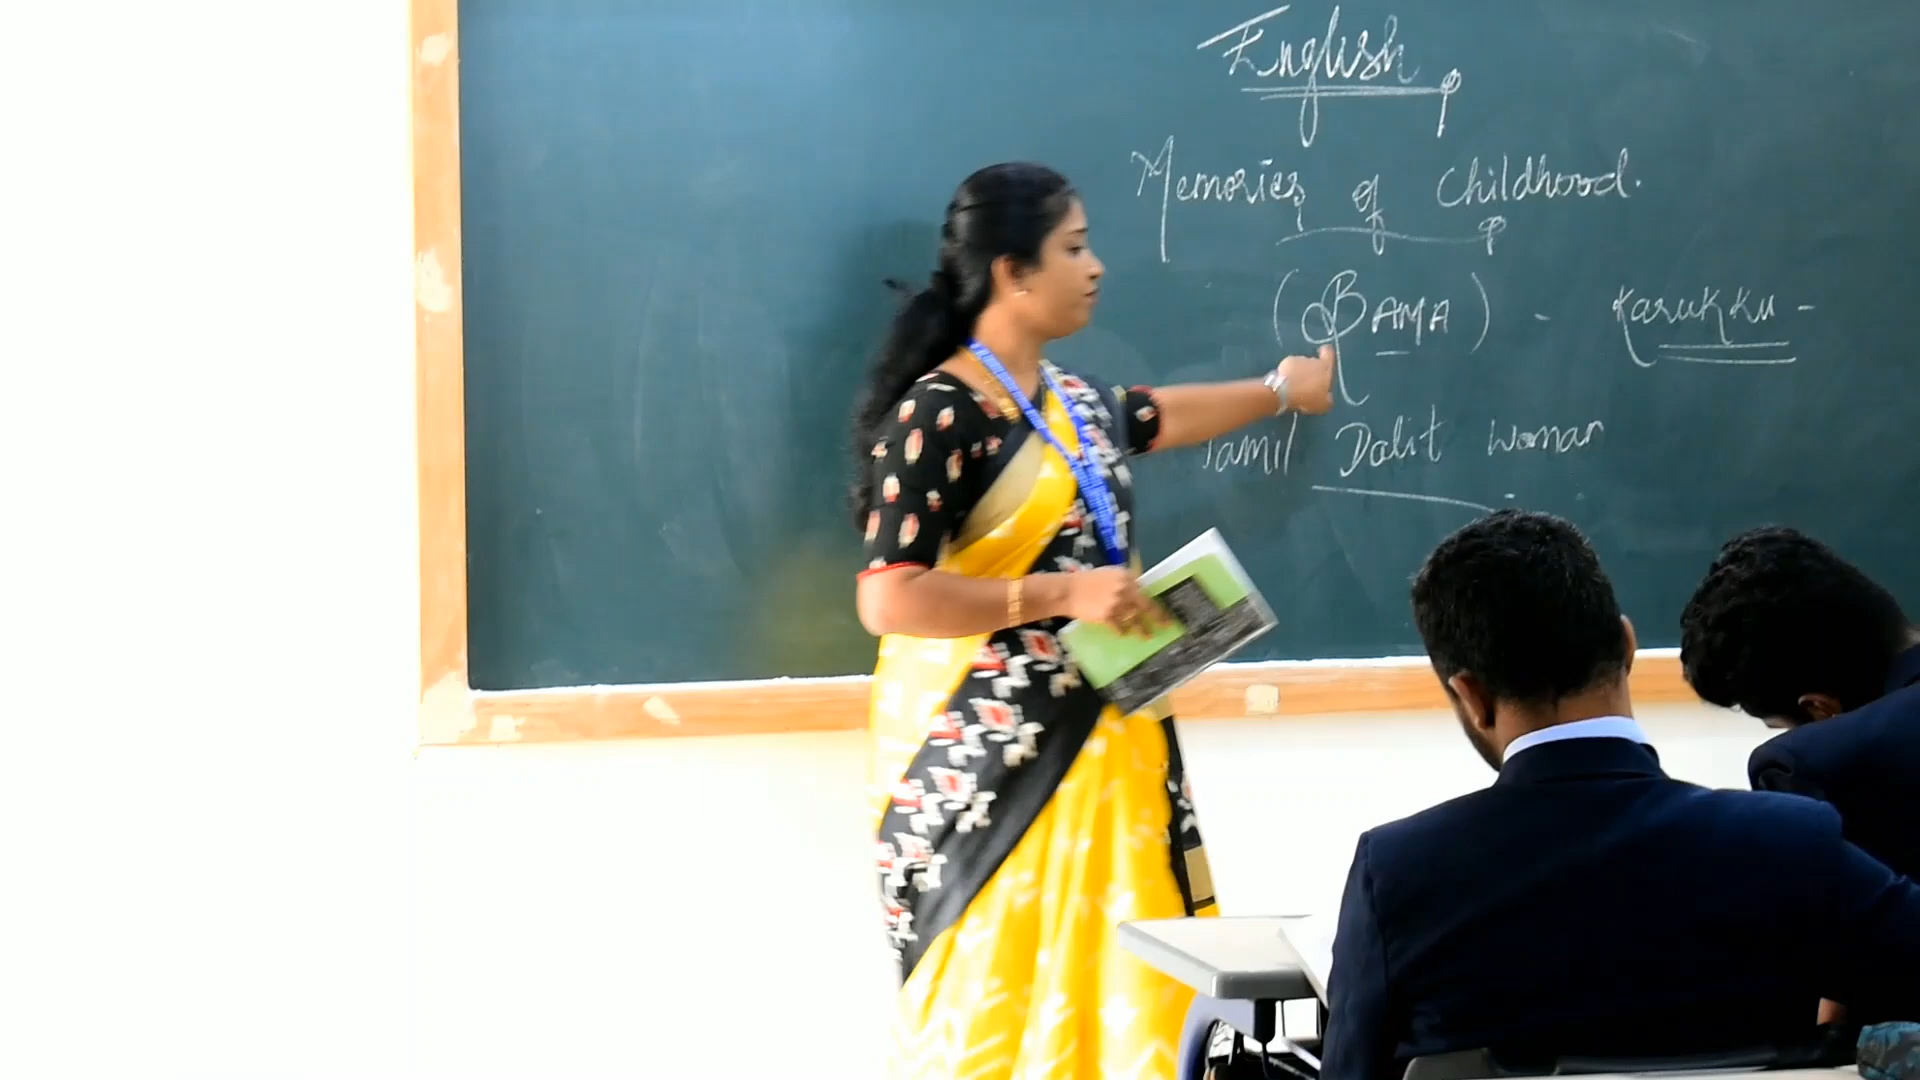 English
Memories of Childhood.
(BAMA) - Karukku -
Tamil Dalit Woman